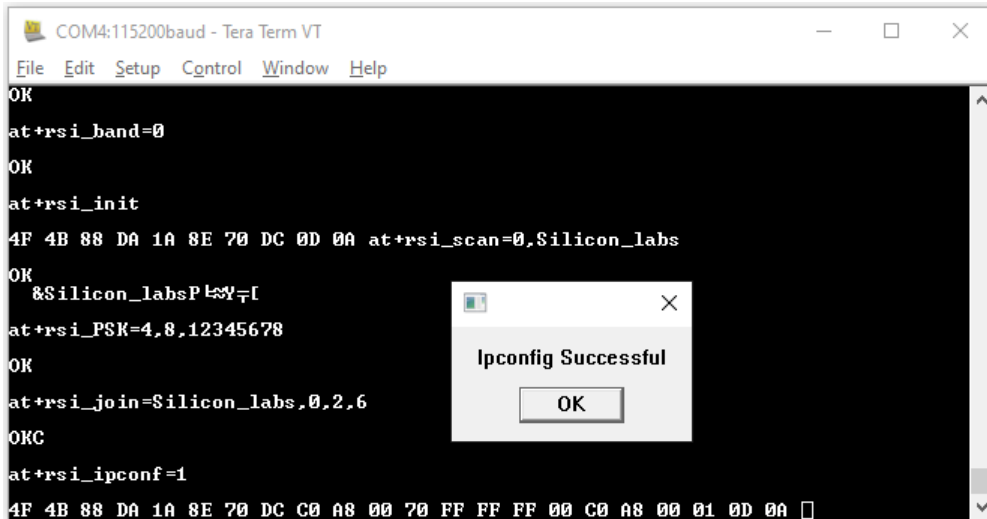 COM4:115200baud - Tera Term VT
File Edit Setup Control Window Help
OK
at+rsi_band=0
OK
at+rsi_init
4F 4B 88 DA 1A 8E 70 DC 0D 0A at+rsi_scan=0,Silicon_labs
OK
&Silicon_labsP
at+rsi_PSK=4,8,12345678
OK
at+rsi_join=Silicon_labs,0,2,6
OKC
at+rsi_ipconf=1
4F 4B 88 DA 1A 8E 70 DC C0 A8 00 70 FF FF FF 00 C0 A8 00 01 0D 0A
Ipconfig Successful
OK